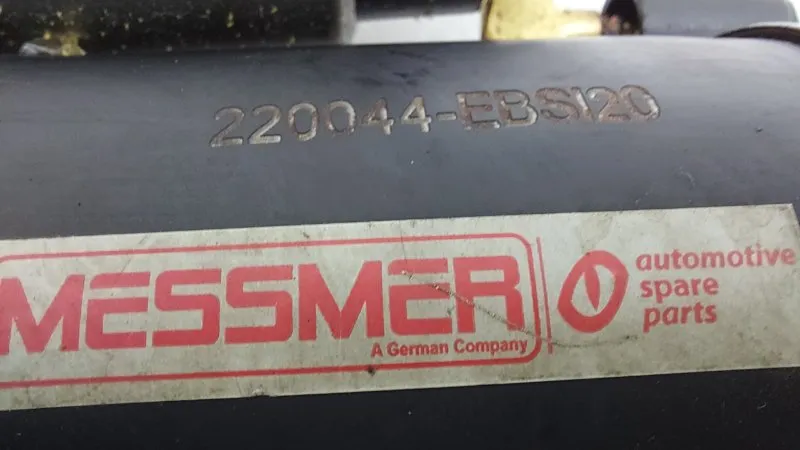 220044-EBSI20
MESSMER
A German Company
automotive
spare
parts